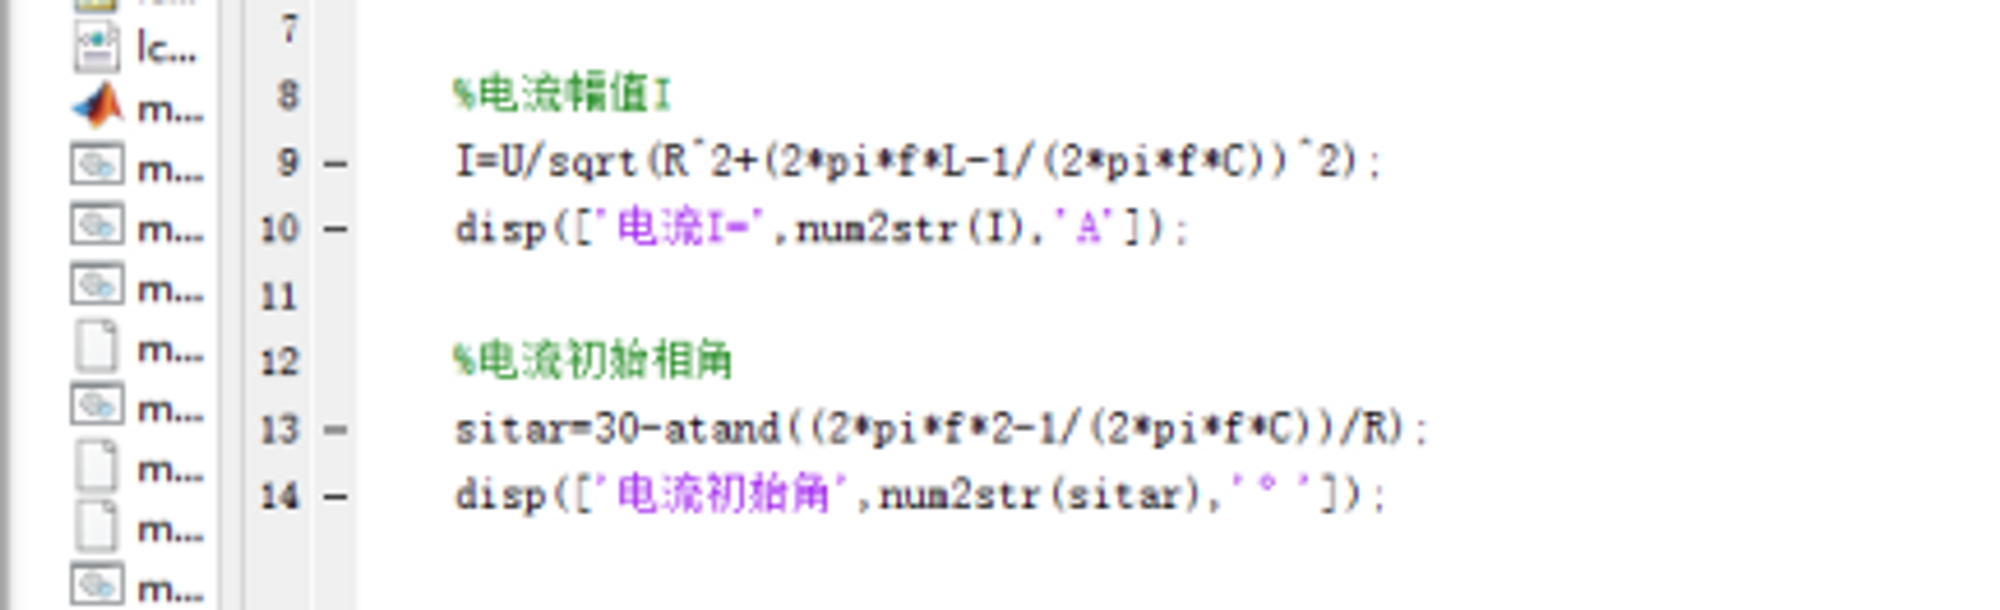 lc...
m...
m...
m...
m...
m...
m...
m...
m...
m...
7
8 %电流幅值I
9 – I=U/sqrt(R^2+(2*pi*f*L-1/(2*pi*f*C))^2);
10 – disp(['电流I=',num2str(I),'A']);
11
12 %电流初始相角
13 – sitar=30-atand((2*pi*f*2-1/(2*pi*f*C))/R);
14 – disp(['电流初始角',num2str(sitar),'° ']);